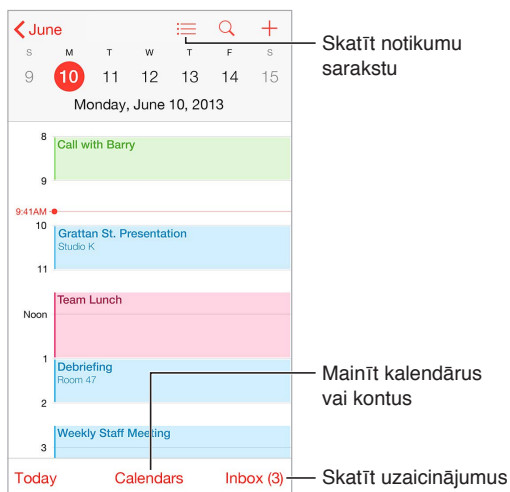 June
S M T W T F S
9 10 11 12 13 14 15
Monday, June 10, 2013
8
Call with Barry
9
9:41AM
10
Grattan St. Presentation
Studio K
11
Team Lunch
Noon
1
Debriefing
Room 47
2
Weekly Staff Meeting
3
Today Calendars Inbox (3)
Skatīt notikumu
sarakstu
Mainīt kalendārus
vai kontus
Skatīt uzaicinājumus